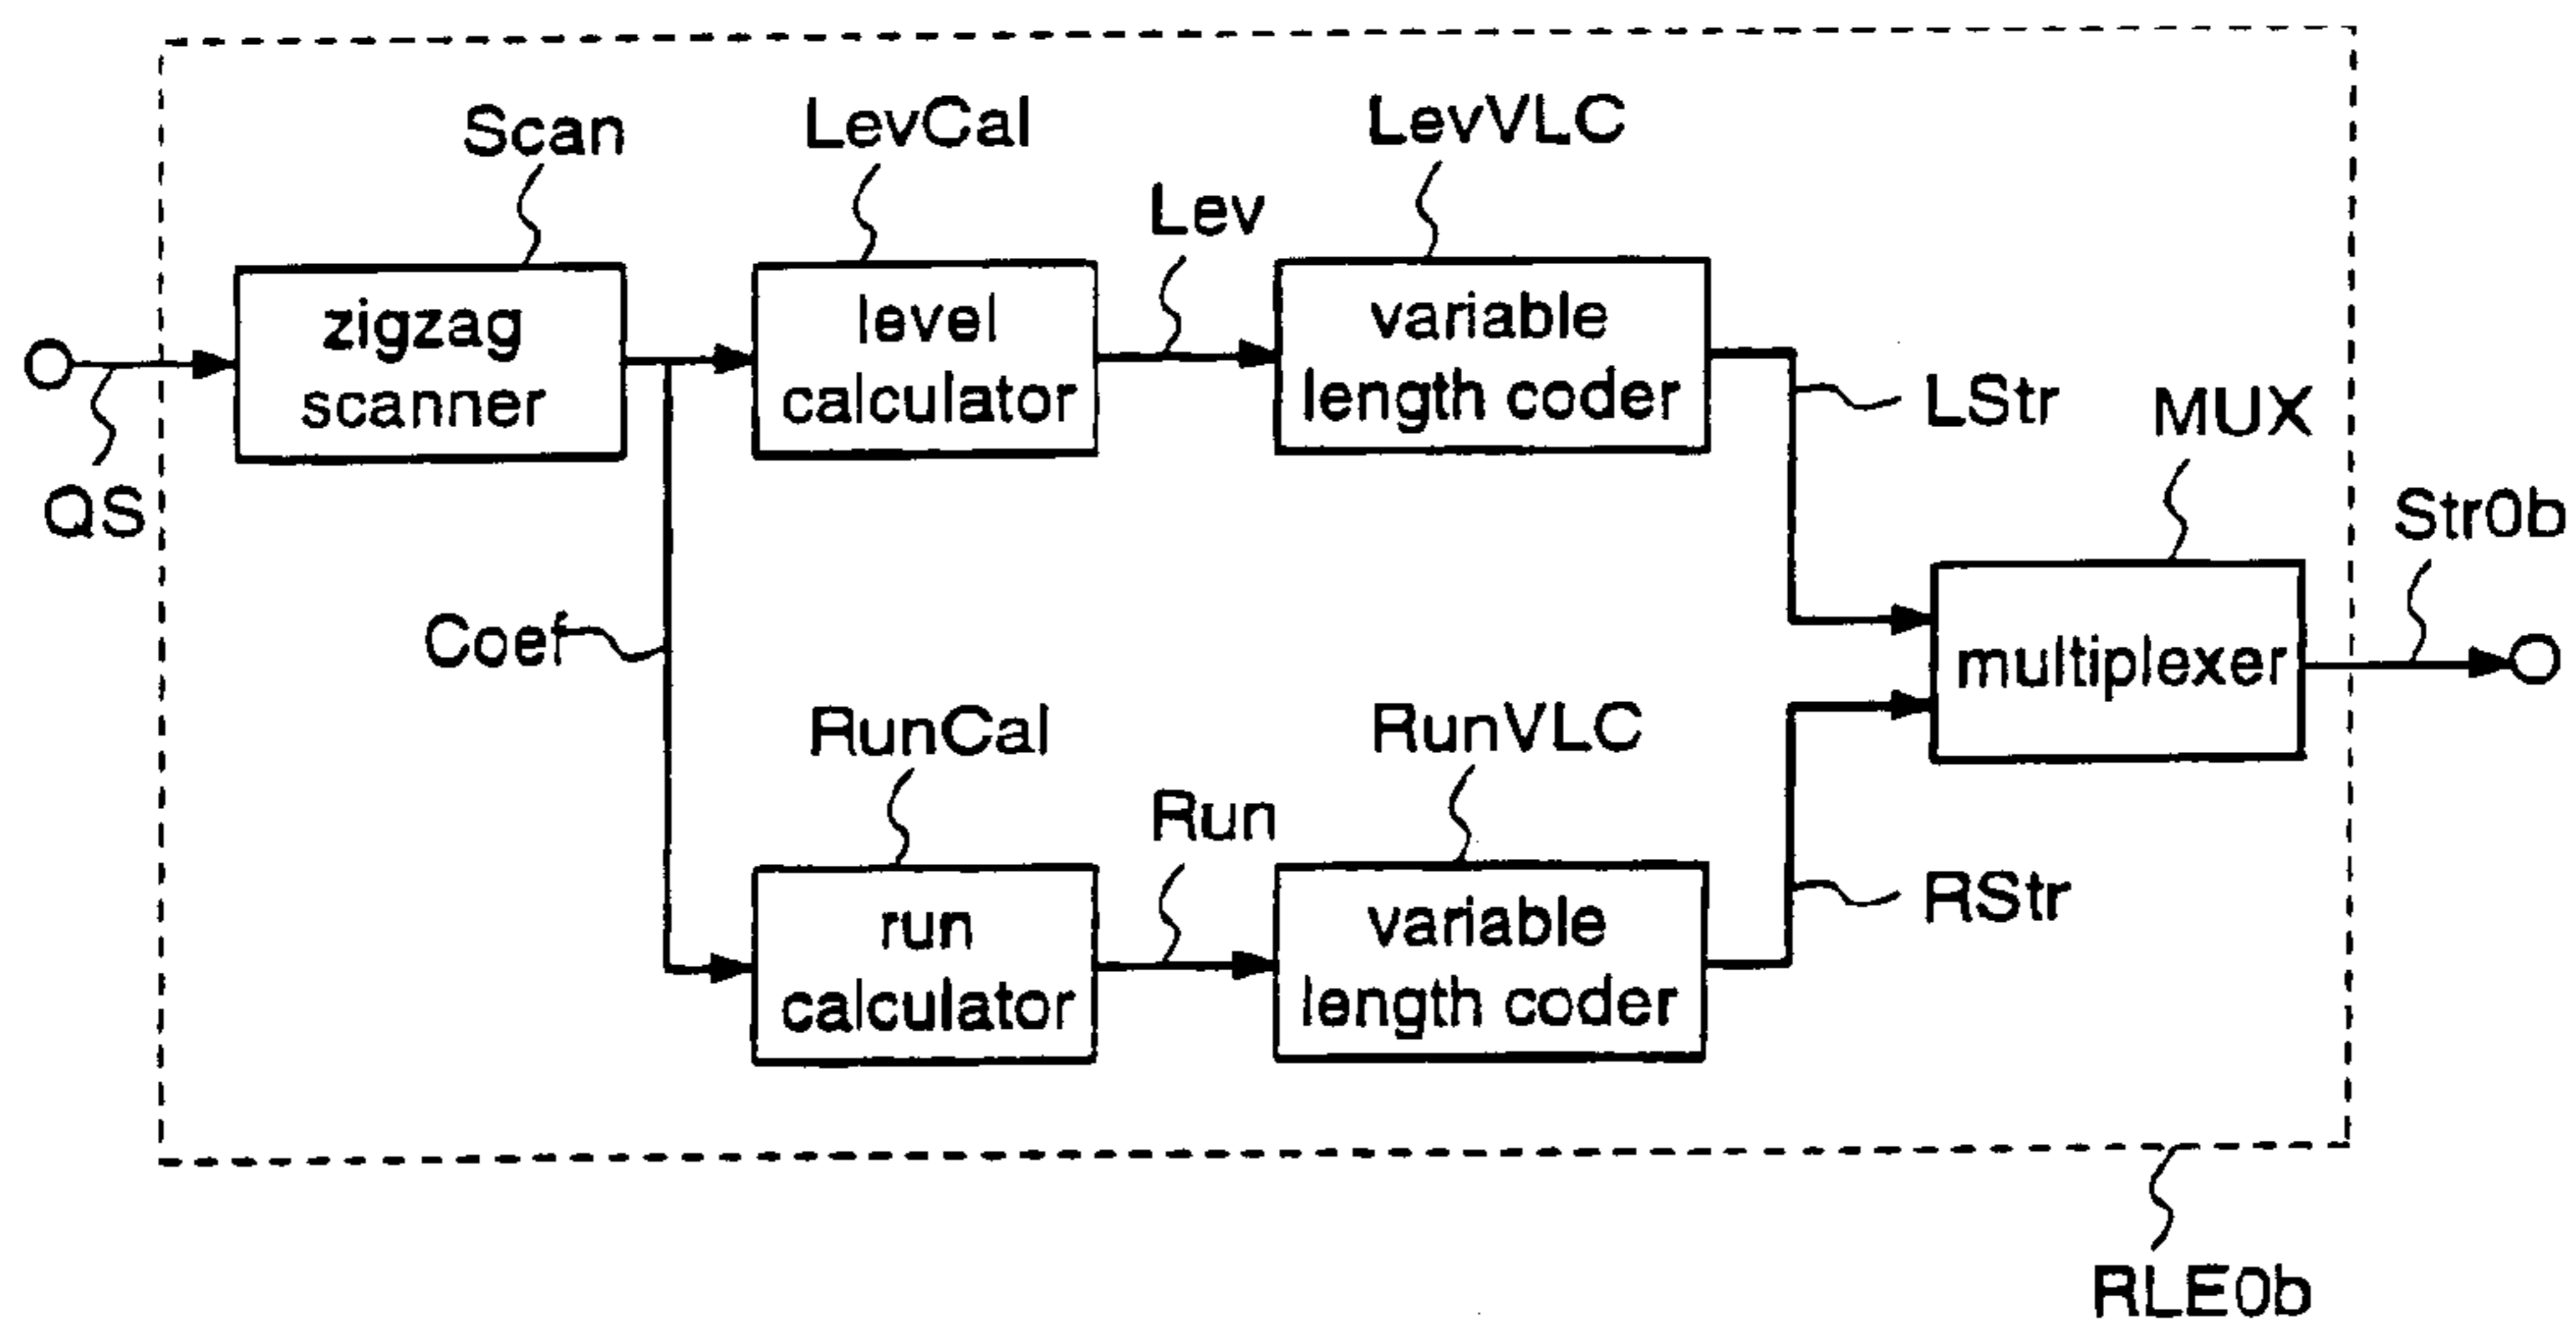 Scan
LevCal
LevVLC
Lev
zigzag
scanner
level
calculator
variable
length coder
LStr
MUX
QS
Str0b
Coef
multiplexer
RunCal
RunVLC
Run
run
calculator
variable
length coder
RStr
RLE0b